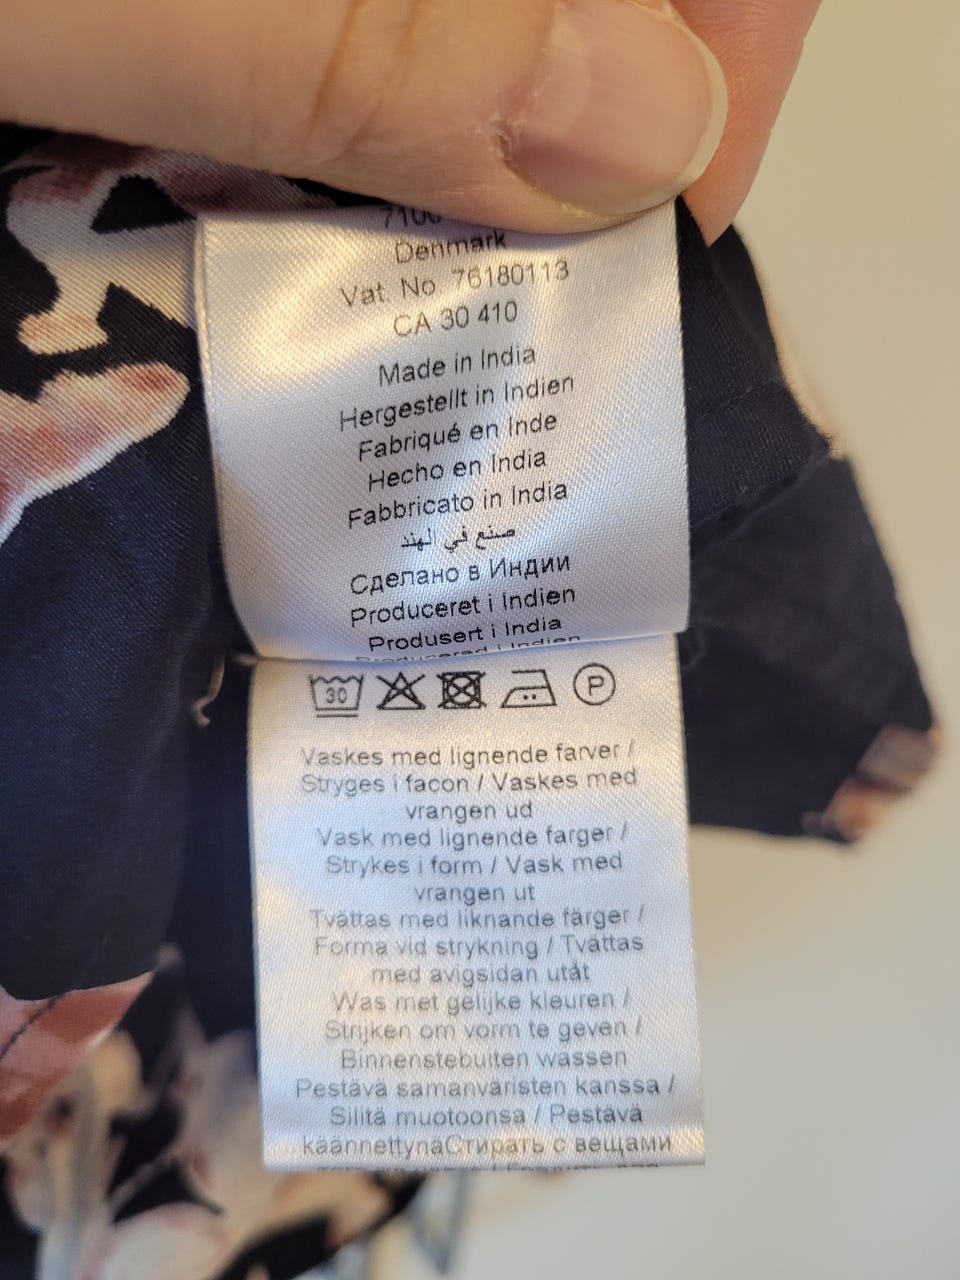 Denmark
Vat. No. 76180113
CA 30 410
Made in India
Hergestellt in Indien
Fabriqué en Inde
Hecho en India
Fabbricato in India
صنع في الهند
Сделано в Индии
Produceret i Indien
Produsert i India
Producerad i Indien
30
P
Vaskes med lignende farver /
Stryges i facon / Vaskes med
vrangen ud
Vask med lignende farger /
Strykes i form / Vask med
vrangen ut
Tvättas med liknande färger /
Forma vid strykning / Tvättas
med avigsidan utåt
Was met gelijke kleuren /
Strijken om vorm te geven /
Binnenstebuiten wassen
Pestävä samanväristen kanssa /
Silitä muotoonsa / Pestävä
käännettynäСтирать с вещами